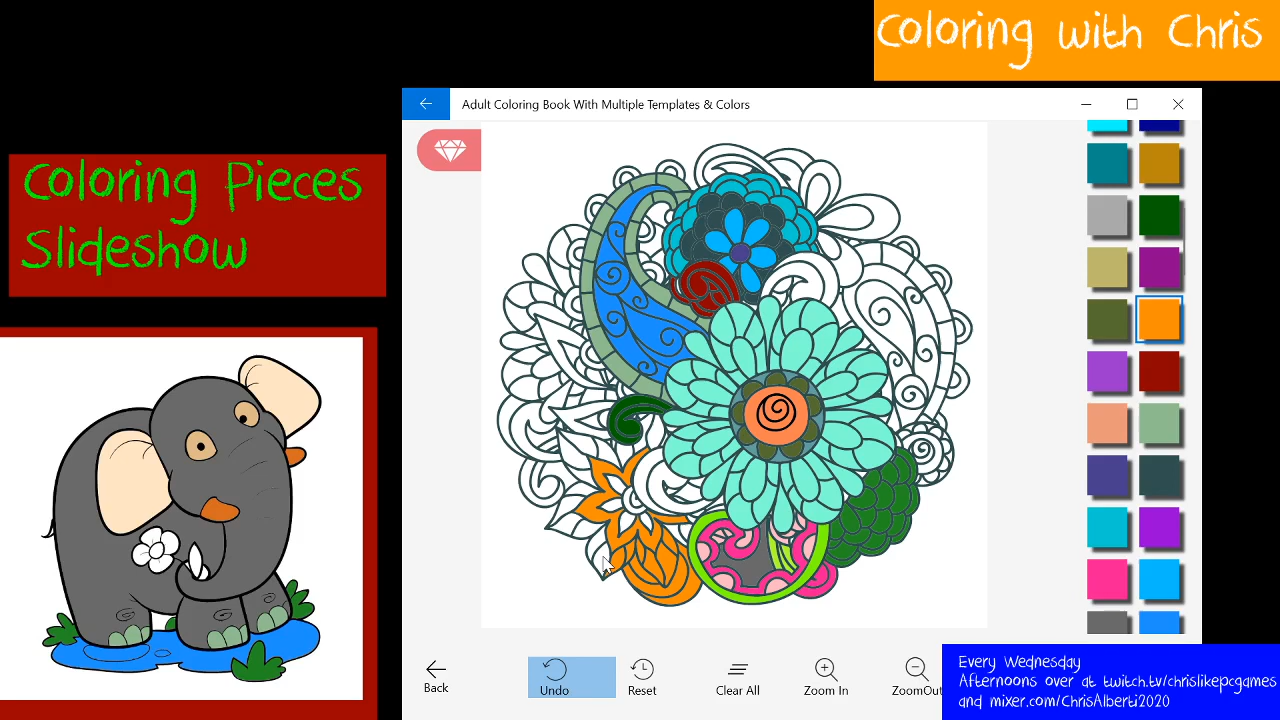 Coloring with Chris
Adult Coloring Book With Multiple Templates & Colors
Coloring Pieces
Slideshow
Back
Undo
Reset
Clear All
Zoom In
ZoomOut
Every Wednesday
Afternoons over at twitch.tv/chrislikepcgames
and mixer.com/ChrisAlberti2020